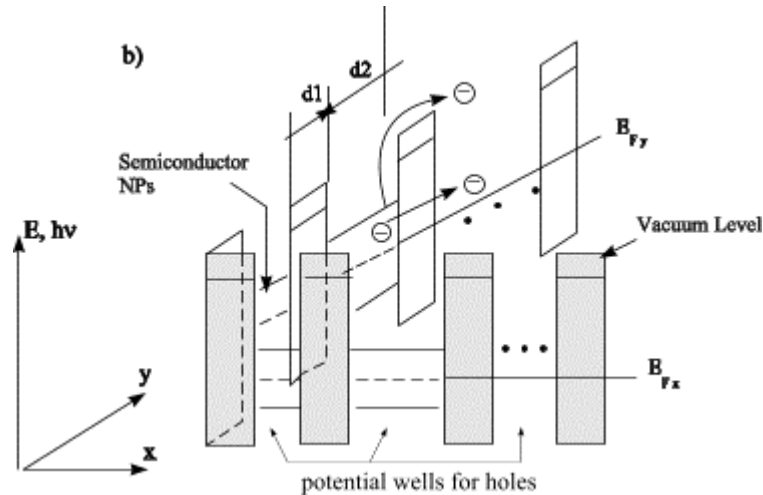 b)
d1
d2
Semiconductor
NPs
E, hν
E_Fy
Vacuum Level
y
x
E_Fx
potential wells for holes